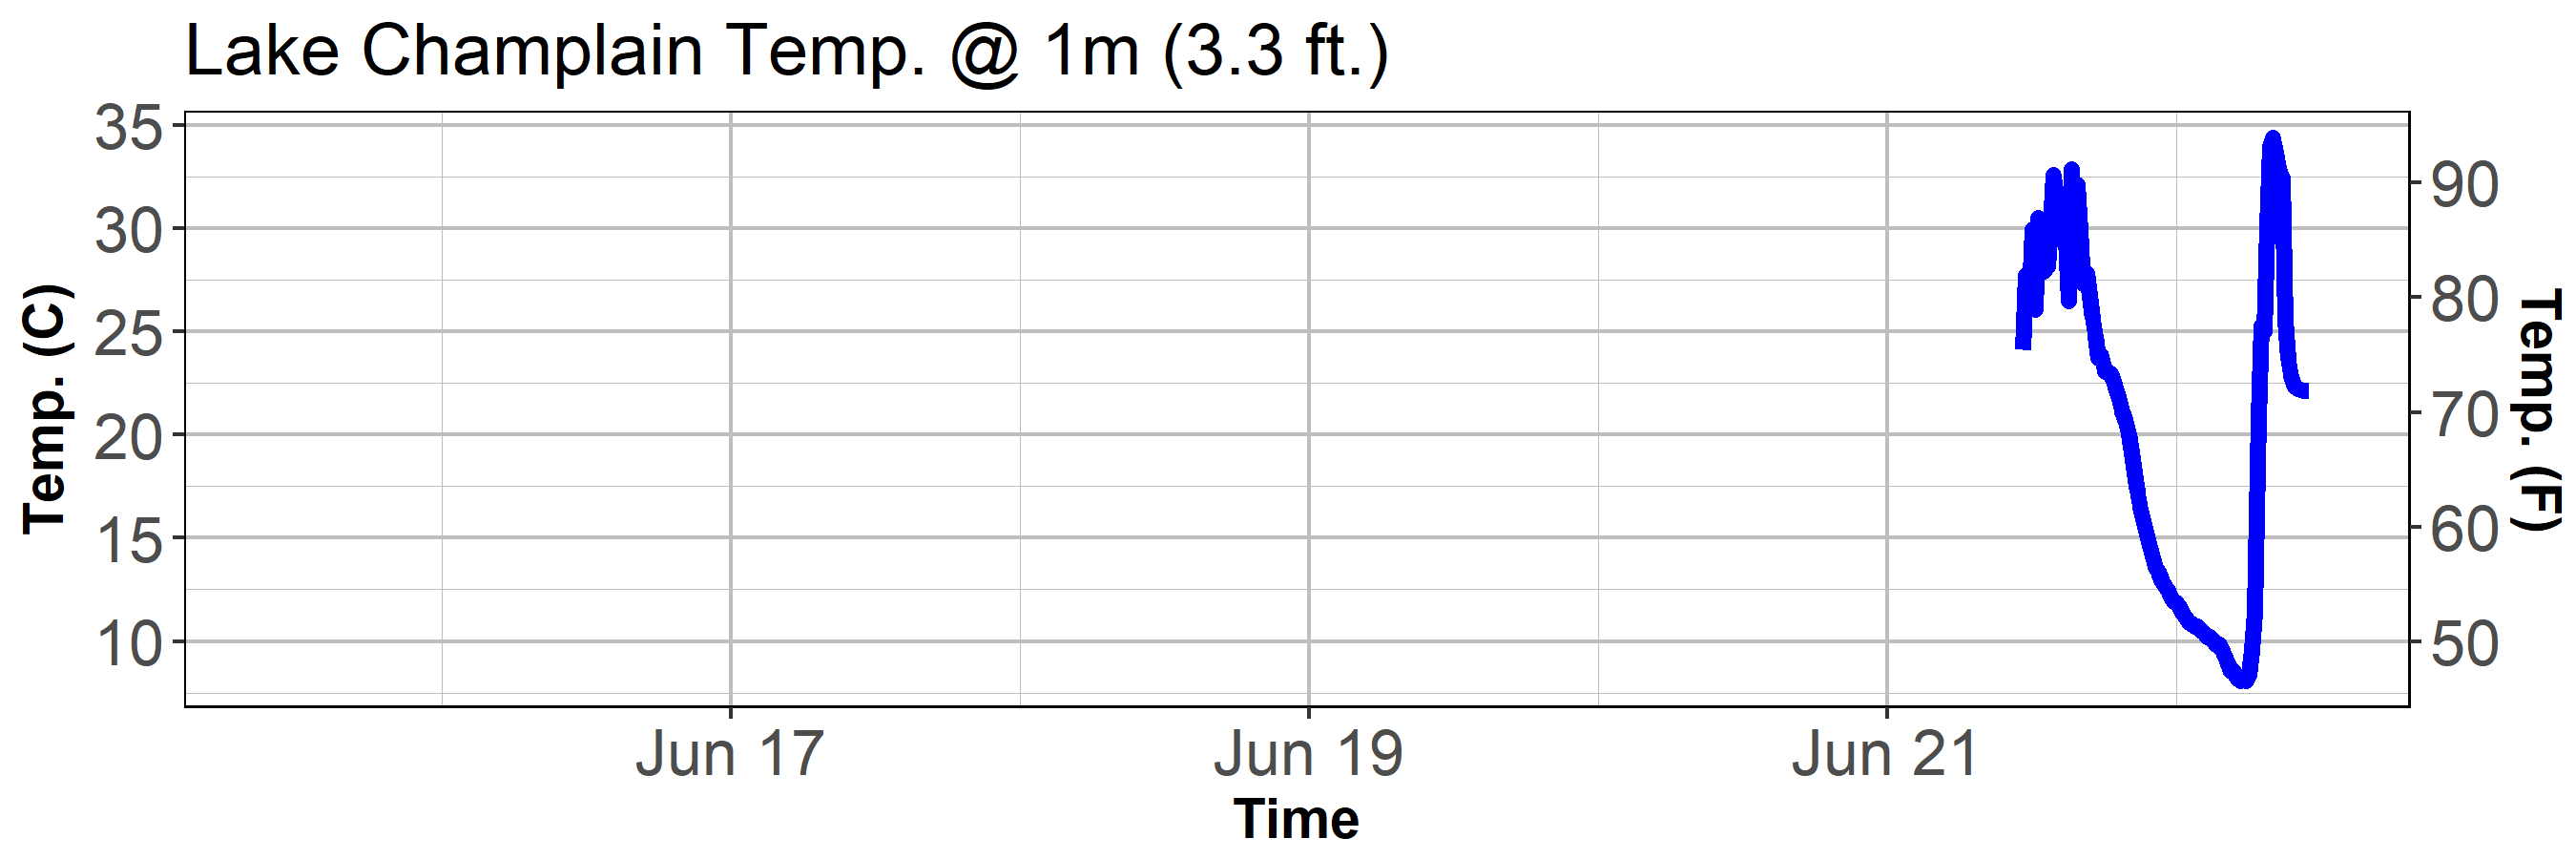 Lake Champlain Temp. @ 1m (3.3 ft.)
Temp. (C)
35
30
25
20
15
10
90
80
70
60
50
Temp. (F)
Jun 17
Jun 19
Jun 21
Time